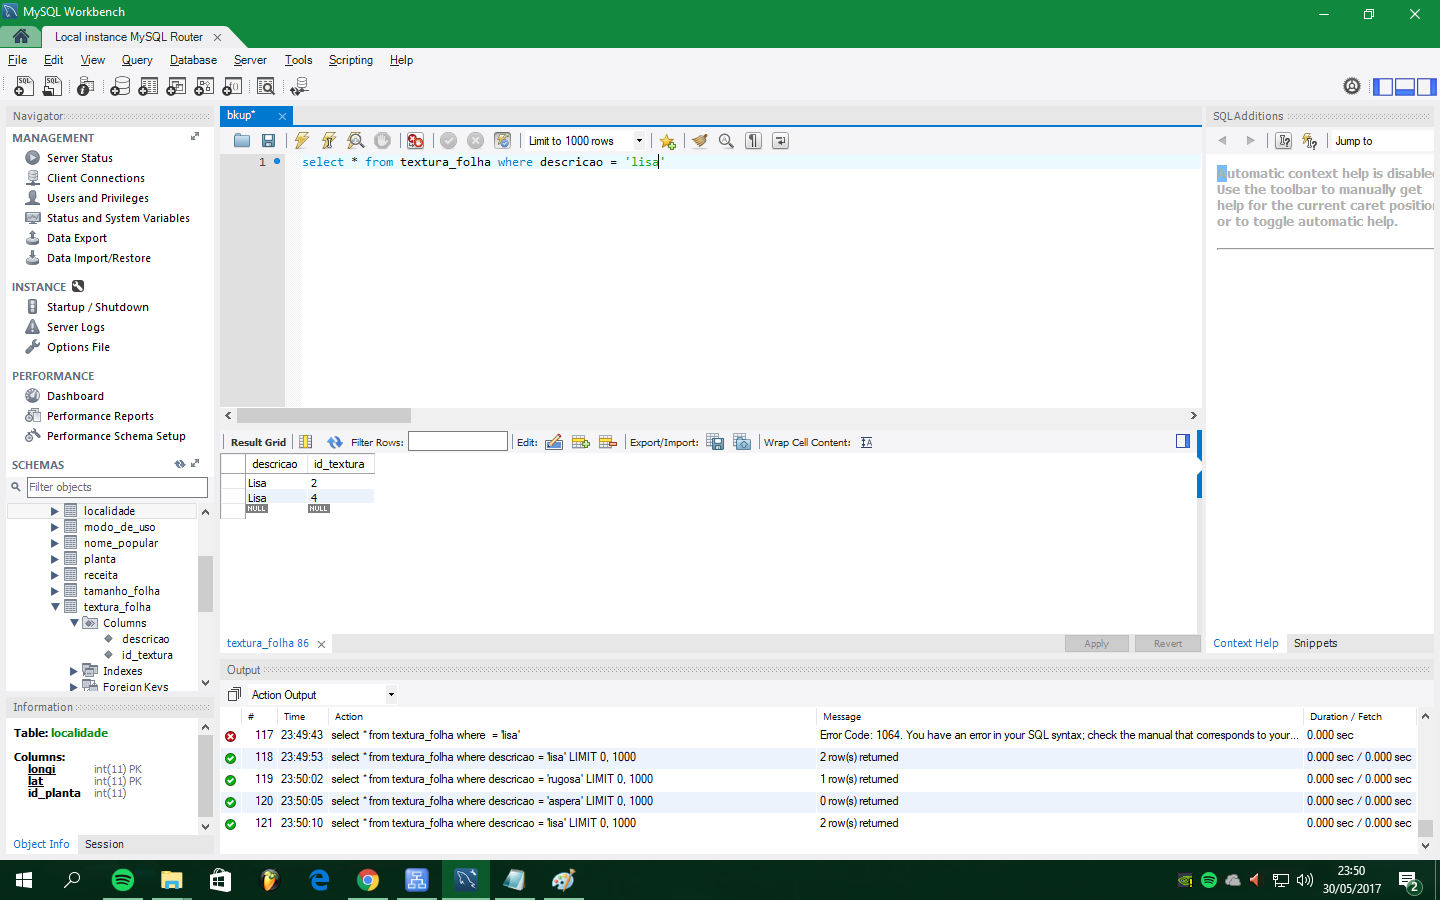 MySQL Workbench
Local instance MySQL Router
File Edit View Query Database Server Tools Scripting Help
Navigator
MANAGEMENT
Server Status
Client Connections
Users and Privileges
Status and System Variables
Data Export
Data Import/Restore
INSTANCE
Startup / Shutdown
Server Logs
Options File
PERFORMANCE
Dashboard
Performance Reports
Performance Schema Setup
SCHEMAS
Filter objects
localidade
modo_de_uso
nome_popular
planta
receita
tamanho_folha
textura_folha
Columns
descricao
id_textura
Indexes
Foreign Keys
Information
Table: localidade
Columns:
longi int(11) PK
lat int(11) PK
id_planta int(11)
Object Info Session
bkup*
Limit to 1000 rows
1 select * from textura_folha where descricao = 'lisa'
Result Grid Filter Rows: Edit: Export/Import: Wrap Cell Content:
descricao id_textura
Lisa 2
Lisa 4
NULL NULL
textura_folha 86 Apply Revert
SQLAdditions
Jump to
Automatic context help is disabled
Use the toolbar to manually get
help for the current caret position
or to toggle automatic help.
Context Help Snippets
Output
Action Output
# Time Action Message Duration / Fetch
117 23:49:43 select * from textura_folha where  = 'lisa' Error Code: 1064. You have an error in your SQL syntax; check the manual that corresponds to your... 0.000 sec
118 23:49:53 select * from textura_folha where descricao = 'lisa' LIMIT 0, 1000 2 row(s) returned 0.000 sec / 0.000 sec
119 23:50:02 select * from textura_folha where descricao = 'rugosa' LIMIT 0, 1000 1 row(s) returned 0.000 sec / 0.000 sec
120 23:50:05 select * from textura_folha where descricao = 'aspera' LIMIT 0, 1000 0 row(s) returned 0.000 sec / 0.000 sec
121 23:50:10 select * from textura_folha where descricao = 'lisa' LIMIT 0, 1000 2 row(s) returned 0.000 sec / 0.000 sec
23:50
30/05/2017
2